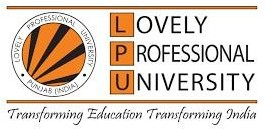 LOVELY PROFESSIONAL UNIVERSITY
PUNJAB (INDIA)
L LOVELY
P PROFESSIONAL
U UNIVERSITY
Transforming Education Transforming India